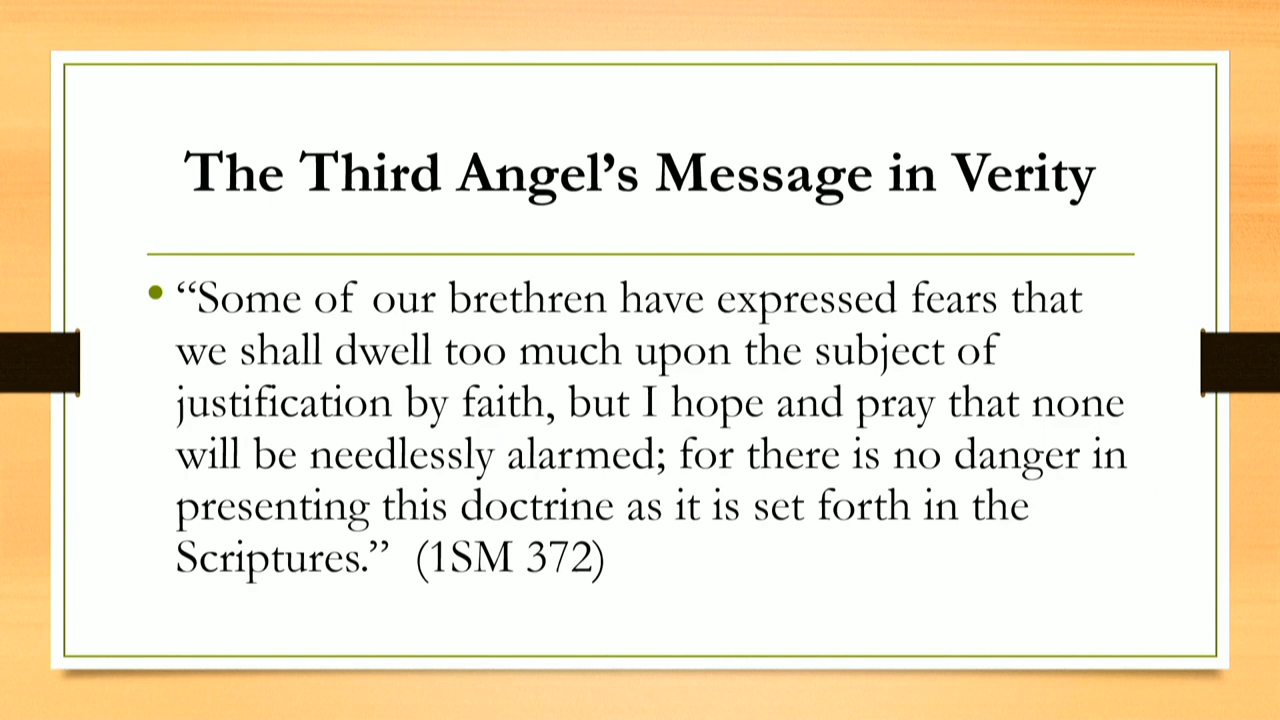 The Third Angel’s Message in Verity
• “Some of our brethren have expressed fears that
we shall dwell too much upon the subject of
justification by faith, but I hope and pray that none
will be needlessly alarmed; for there is no danger in
presenting this doctrine as it is set forth in the
Scriptures.” (1SM 372)